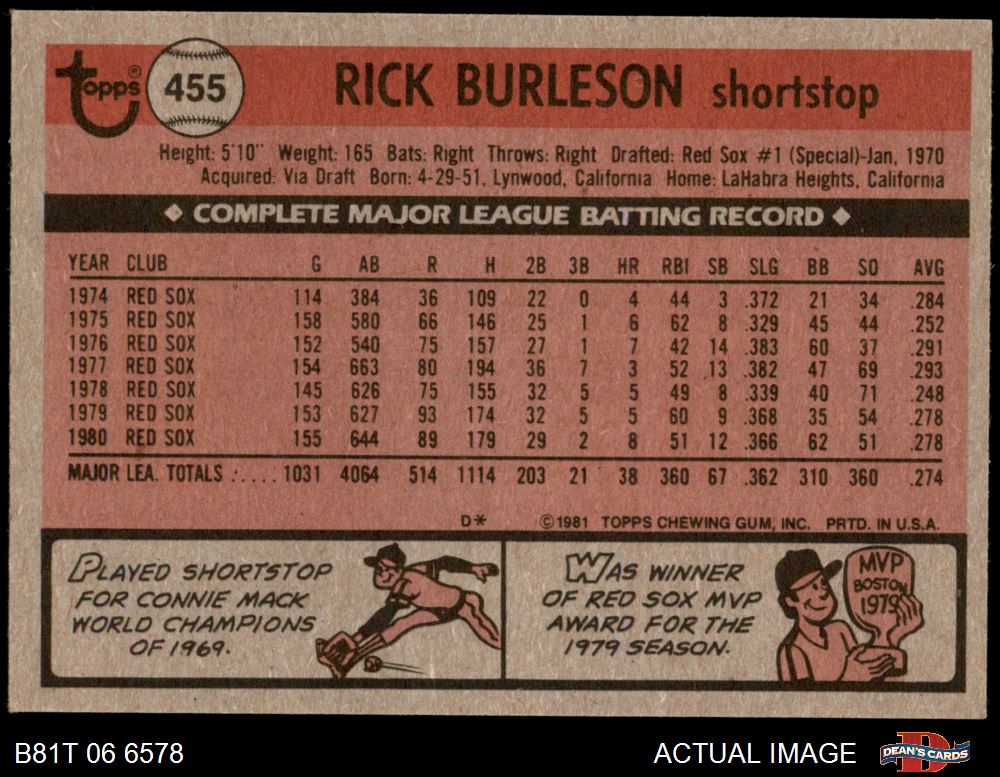 Topps® 455 RICK BURLESON shortstop
Height: 5'10" Weight: 165 Bats: Right Throws: Right Drafted: Red Sox #1 (Special)-Jan, 1970
Acquired: Via Draft Born: 4-29-51, Lynwood, California Home: LaHabra Heights, California
COMPLETE MAJOR LEAGUE BATTING RECORD
YEAR CLUB G AB R H 2B 3B HR RBI SB SLG BB SO AVG
1974 RED SOX 114 384 36 109 22 0 4 44 3 .372 21 34 .284
1975 RED SOX 158 580 66 146 25 1 6 62 8 .329 45 44 .252
1976 RED SOX 152 540 75 157 27 1 7 42 14 .383 60 37 .291
1977 RED SOX 154 663 80 194 36 7 3 52 13 .382 47 69 .293
1978 RED SOX 145 626 75 155 32 5 5 49 8 .339 40 71 .248
1979 RED SOX 153 627 93 174 32 5 5 60 9 .368 35 54 .278
1980 RED SOX 155 644 89 179 29 2 8 51 12 .366 62 51 .278
MAJOR LEA. TOTALS ...... 1031 4064 514 1114 203 21 38 360 67 .362 310 360 .274
D* ©1981 TOPPS CHEWING GUM, INC. PRTD. IN U.S.A.
PLAYED SHORTSTOP
FOR CONNIE MACK
WORLD CHAMPIONS
OF 1969.
WAS WINNER
OF RED SOX MVP
AWARD FOR THE
1979 SEASON.
MVP
BOSTON
1979
B81T 06 6578 ACTUAL IMAGE DEAN'S CARDS